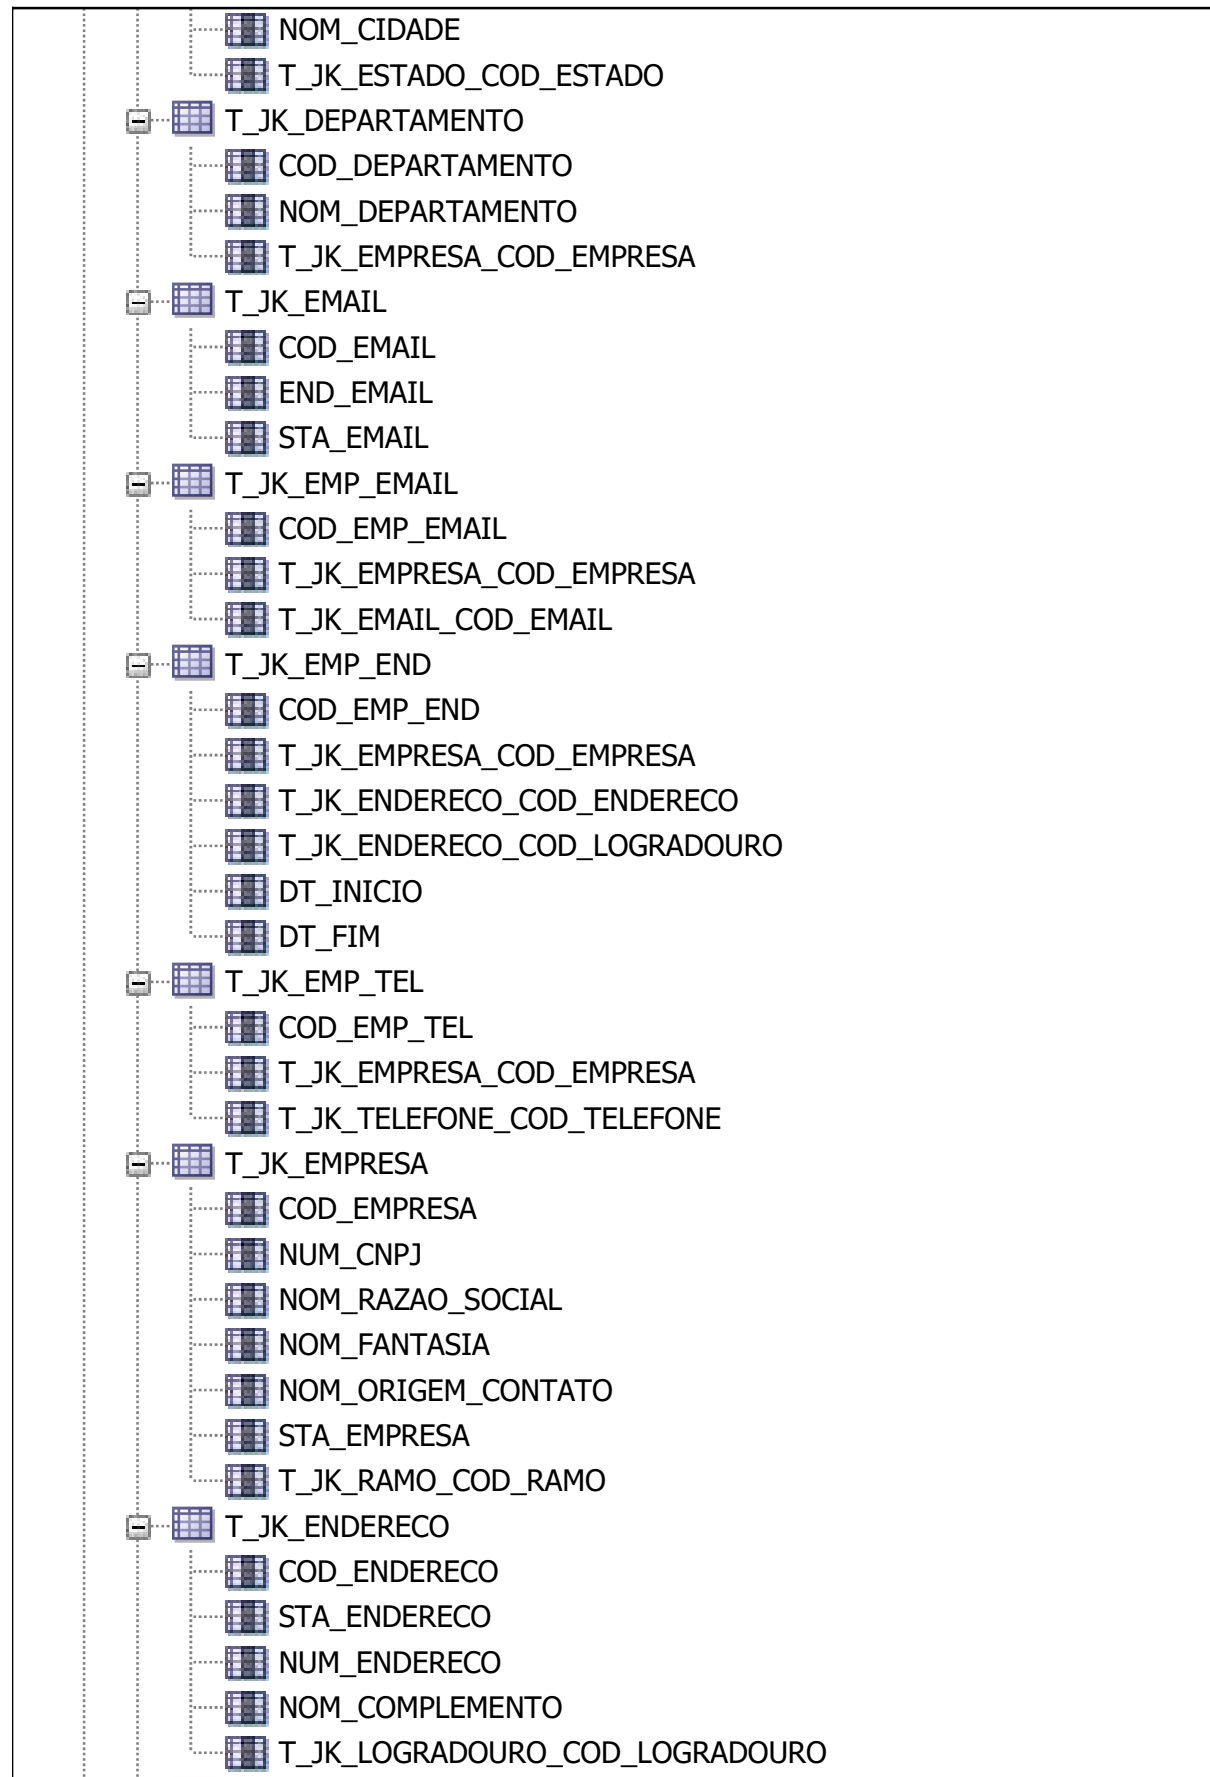 NOM_CIDADE
T_JK_ESTADO_COD_ESTADO
T_JK_DEPARTAMENTO
COD_DEPARTAMENTO
NOM_DEPARTAMENTO
T_JK_EMPRESA_COD_EMPRESA
T_JK_EMAIL
COD_EMAIL
END_EMAIL
STA_EMAIL
T_JK_EMP_EMAIL
COD_EMP_EMAIL
T_JK_EMPRESA_COD_EMPRESA
T_JK_EMAIL_COD_EMAIL
T_JK_EMP_END
COD_EMP_END
T_JK_EMPRESA_COD_EMPRESA
T_JK_ENDERECO_COD_ENDERECO
T_JK_ENDERECO_COD_LOGRADOURO
DT_INICIO
DT_FIM
T_JK_EMP_TEL
COD_EMP_TEL
T_JK_EMPRESA_COD_EMPRESA
T_JK_TELEFONE_COD_TELEFONE
T_JK_EMPRESA
COD_EMPRESA
NUM_CNPJ
NOM_RAZAO_SOCIAL
NOM_FANTASIA
NOM_ORIGEM_CONTATO
STA_EMPRESA
T_JK_RAMO_COD_RAMO
T_JK_ENDERECO
COD_ENDERECO
STA_ENDERECO
NUM_ENDERECO
NOM_COMPLEMENTO
T_JK_LOGRADOURO_COD_LOGRADOURO